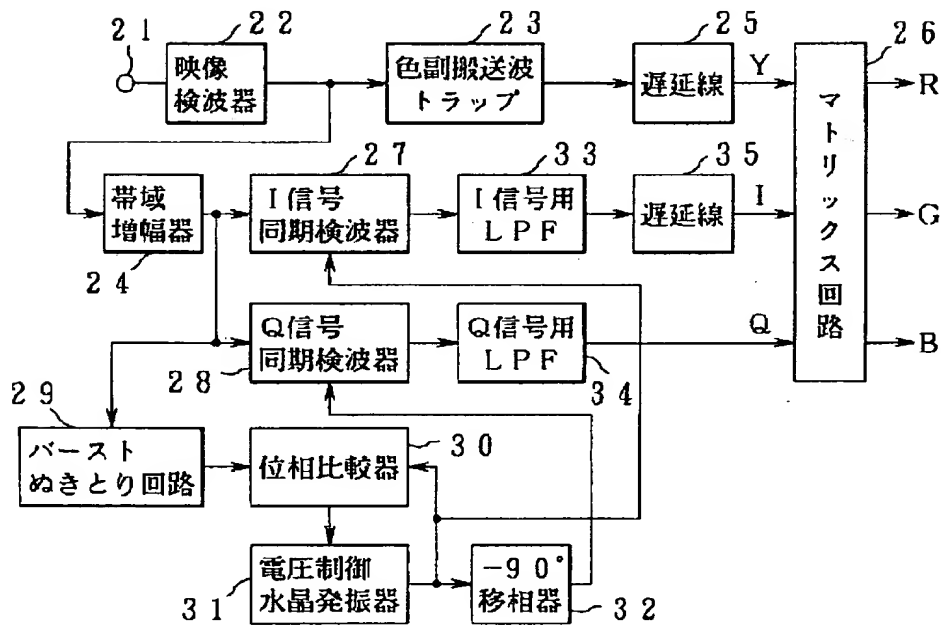 21
22
映像
検波器
23
色副搬送波
トラップ
25
遅延線
Y
26
マトリックス回路
R
24
帯域
増幅器
27
I信号
同期検波器
33
I信号用
LPF
35
遅延線
I
G
28
Q信号
同期検波器
34
Q信号用
LPF
Q
B
29
バースト
ぬきとり回路
30
位相比較器
31
電圧制御
水晶発振器
32
−90°
移相器